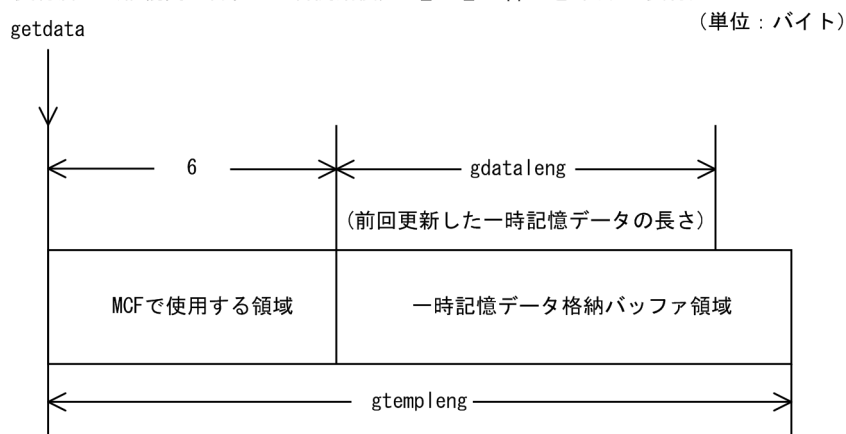 (単位：バイト)
getdata
6
gdataleng
(前回更新した一時記憶データの長さ)
MCFで使用する領域
一時記憶データ格納バッファ領域
gtempleng